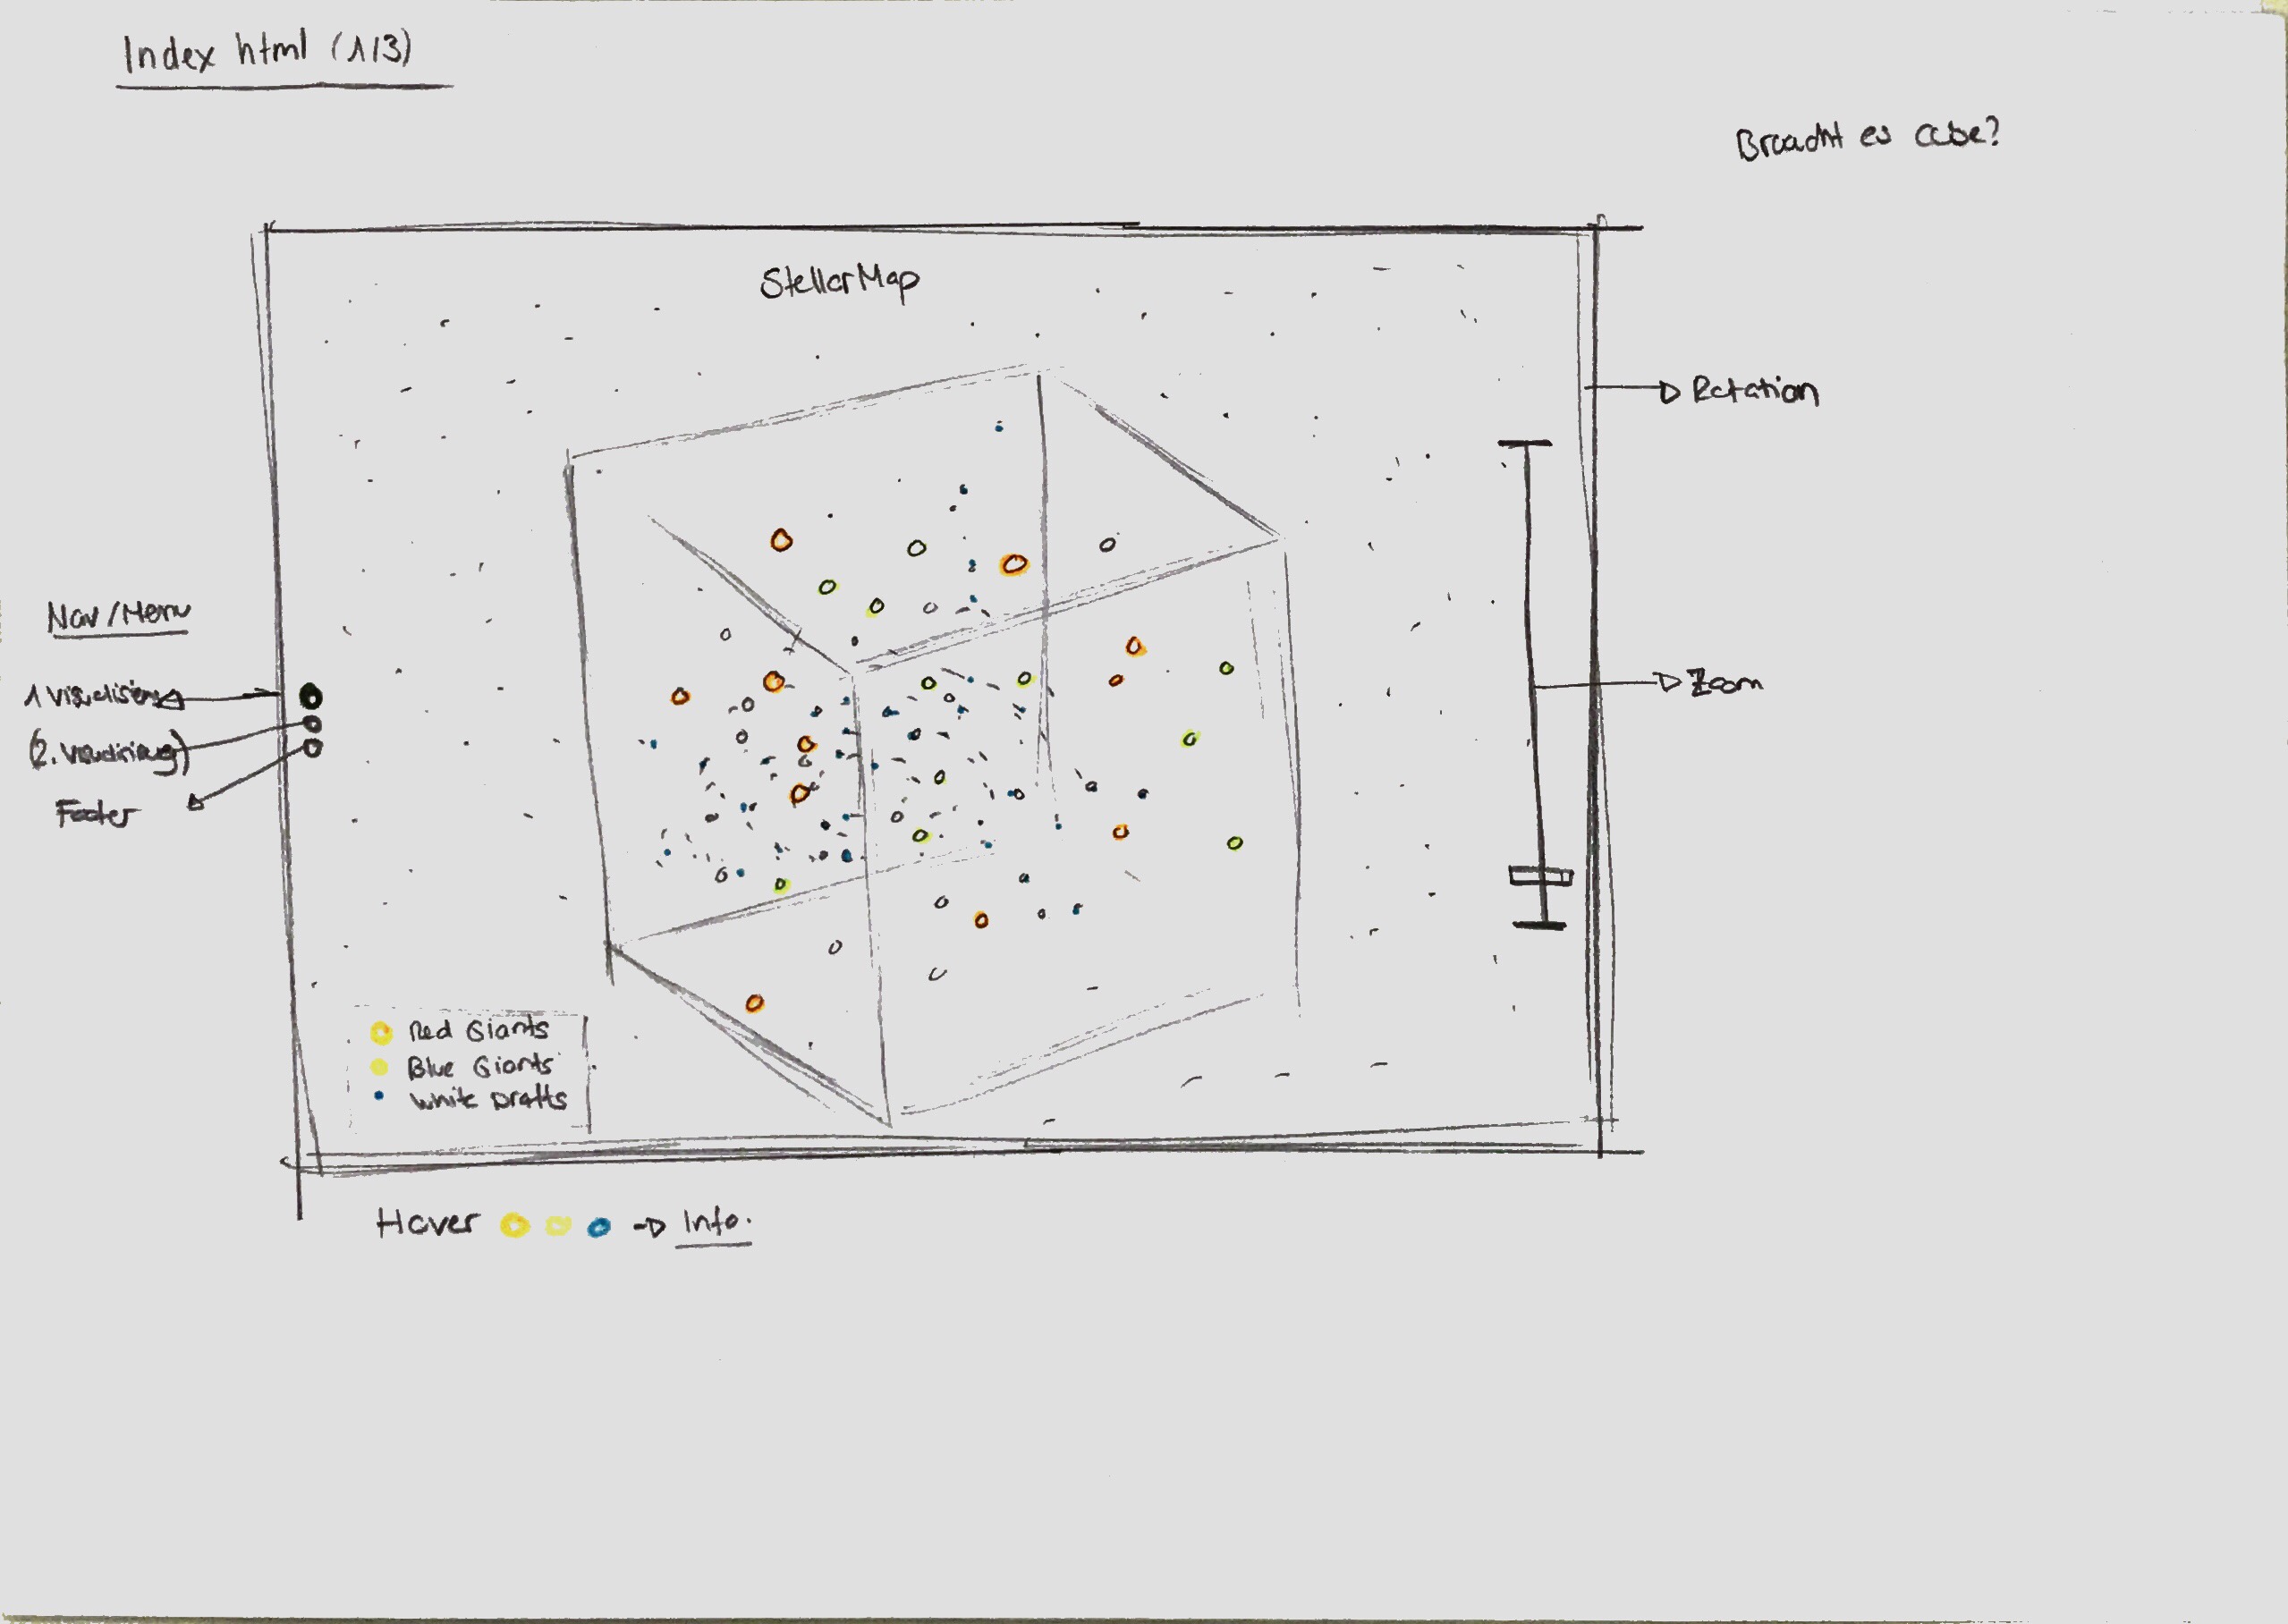 Index html (1/3)
Braucht es cube?
StellarMap
Rotation
Nav/Menu
Zoom
1 Visualisierung
(2. Visualisierung)
Footer
Red Giants
Blue Giants
White Drafts
Hover → Info.